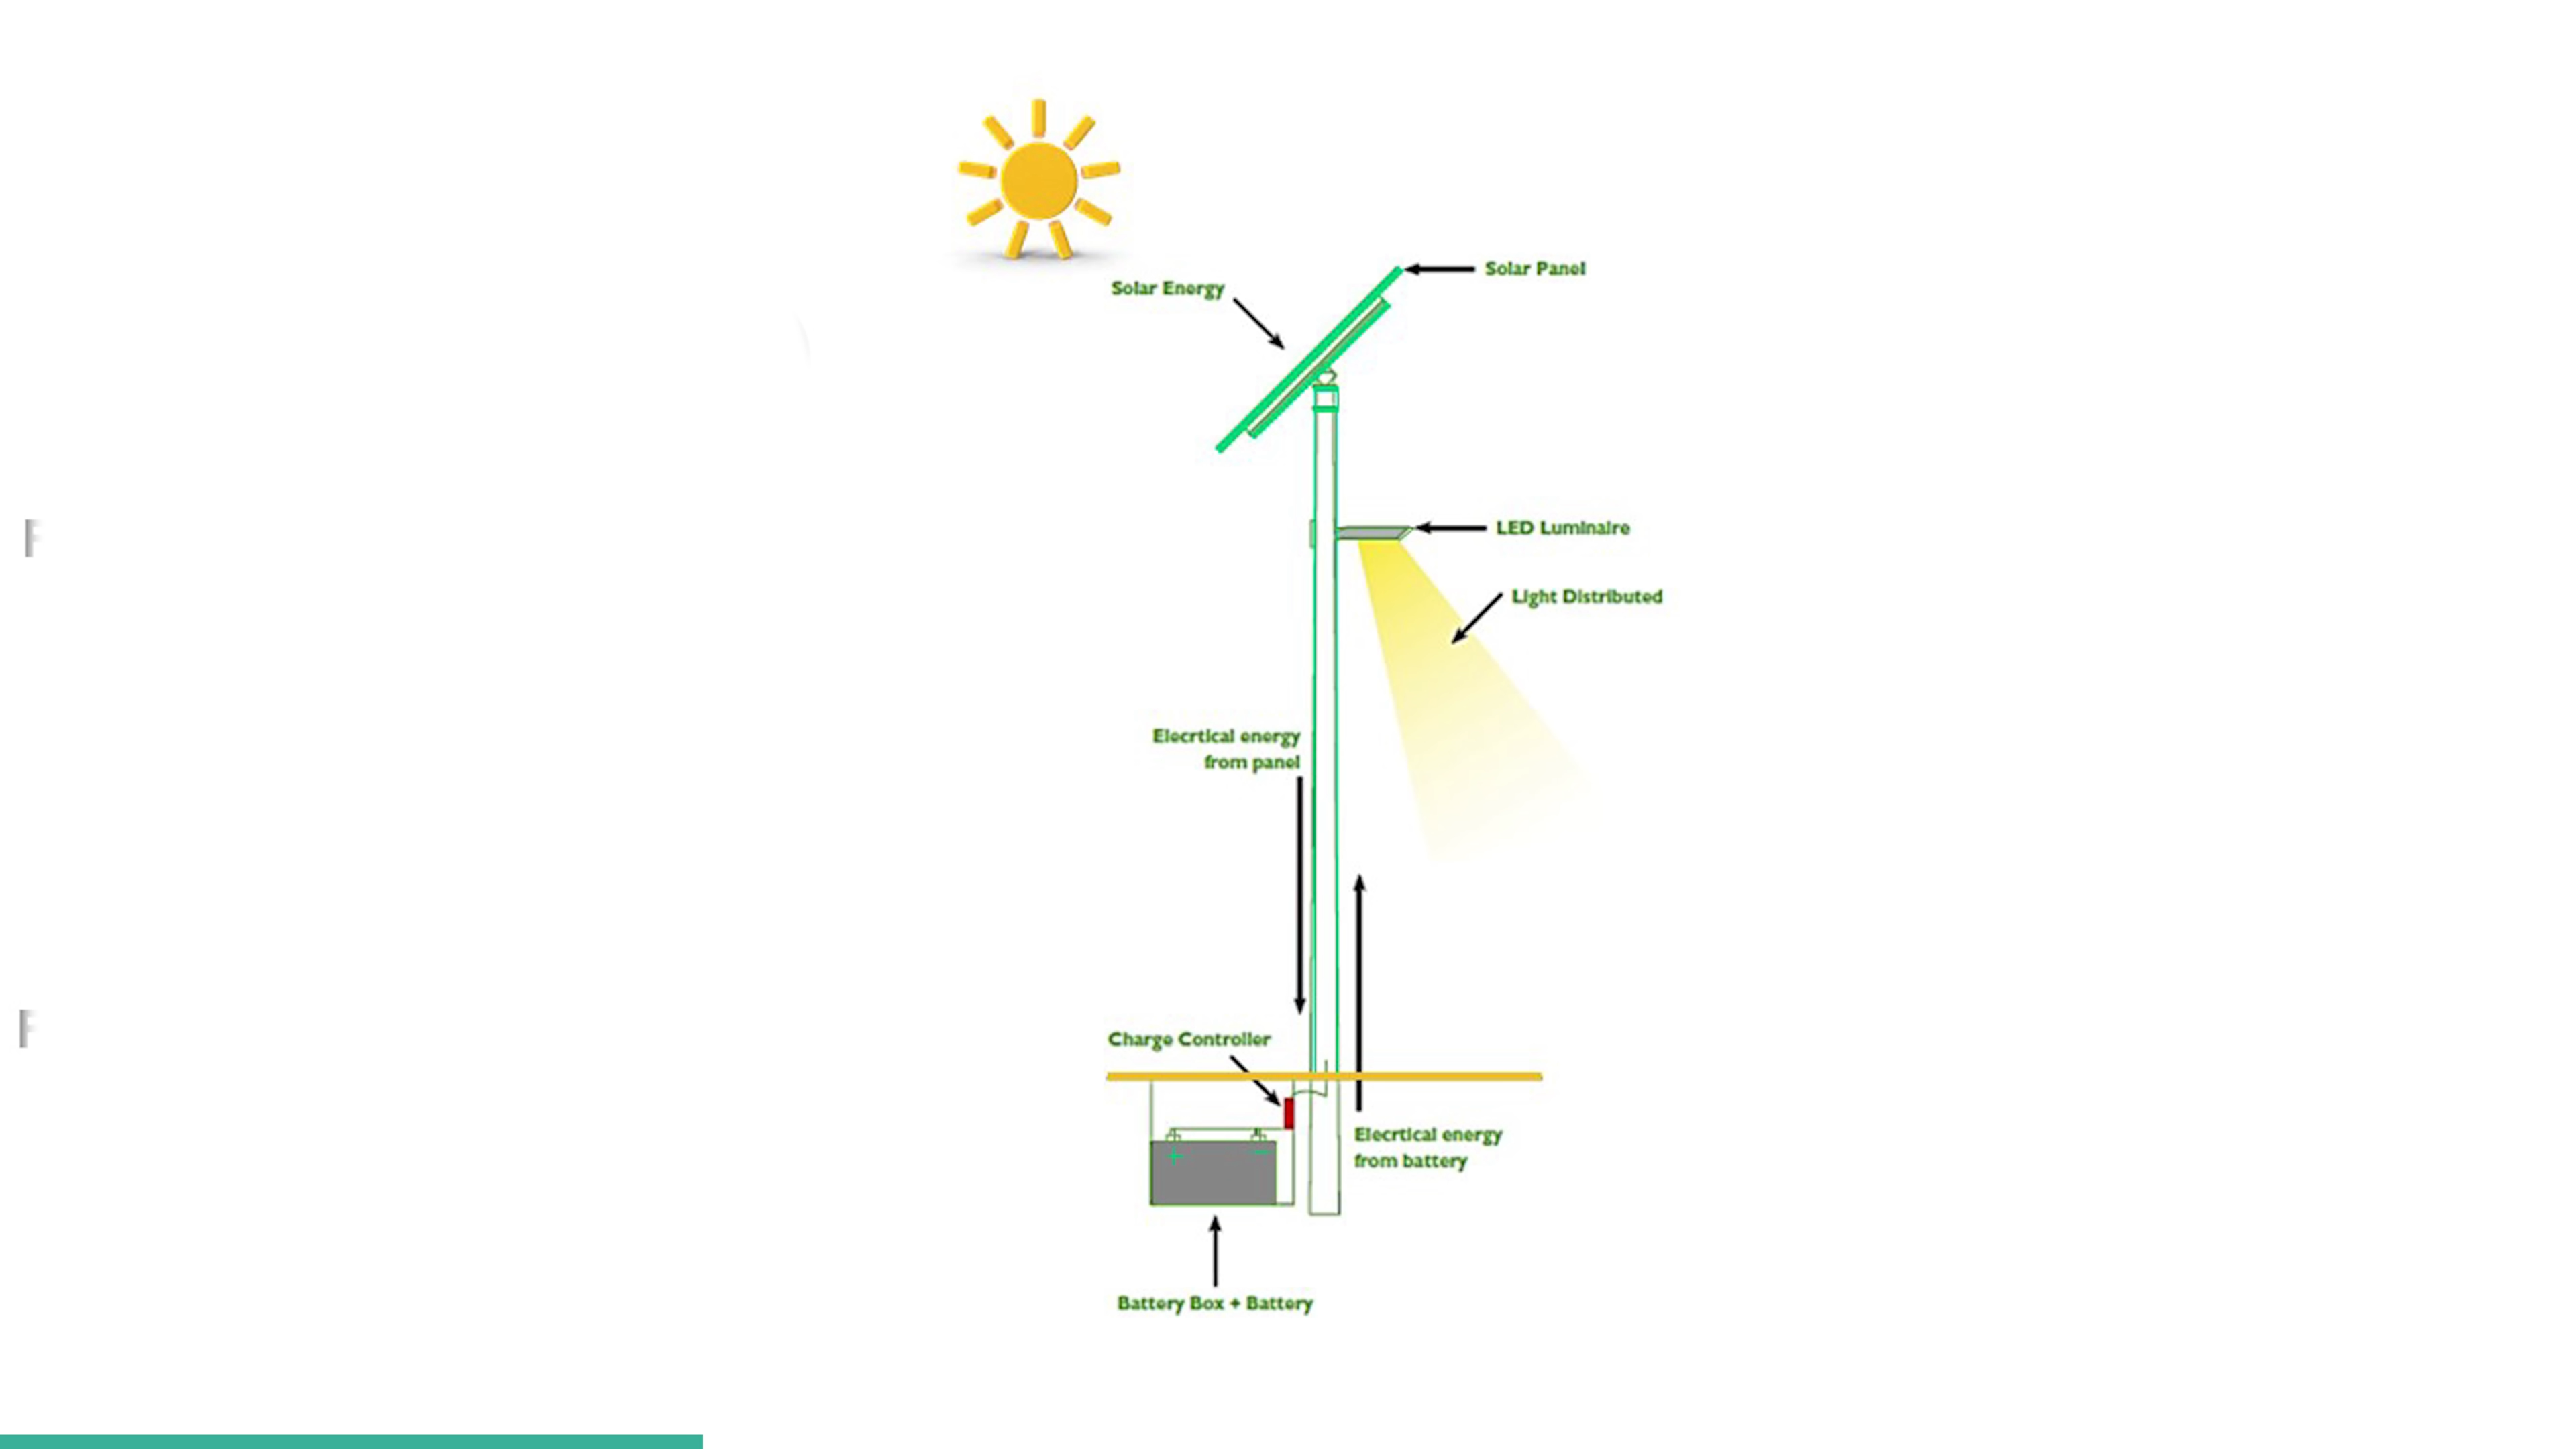 Solar Panel
Solar Energy
LED Luminaire
Light Distributed
Elecrtical energy
from panel
Charge Controller
Elecrtical energy
from battery
Battery Box + Battery
F
F